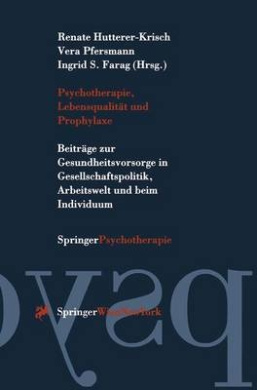 Renate Hutterer-Krisch
Vera Pfersmann
Ingrid S. Farag (Hrsg.)
Psychotherapie,
Lebensqualität und
Prophylaxe
Beiträge zur
Gesundheitsvorsorge in
Gesellschaftspolitik,
Arbeitswelt und beim
Individuum
SpringerPsychotherapie
SpringerWienNewYork